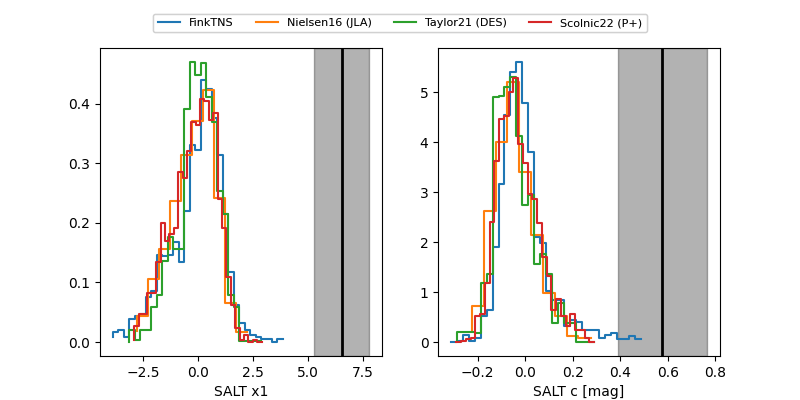 FinkTNS Nielsen16 (JLA) Taylor21 (DES) Scolnic22 (P+)
0.4
0.3
0.2
0.1
0.0
−2.5 0.0 2.5 5.0 7.5
SALT x1
5
4
3
2
1
0
−0.2 0.0 0.2 0.4 0.6 0.8
SALT c [mag]